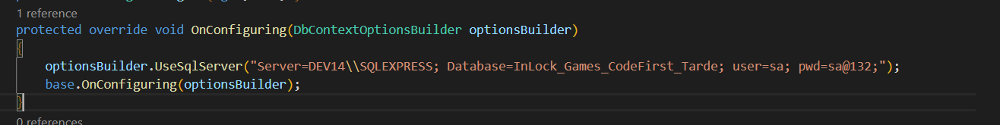 1 reference
protected override void OnConfiguring(DbContextOptionsBuilder optionsBuilder)
{
optionsBuilder.UseSqlServer("Server=DEV14\\SQLEXPRESS; Database=InLock_Games_CodeFirst_Tarde; user=sa; pwd=sa@132;");
base.OnConfiguring(optionsBuilder);
}
0 references